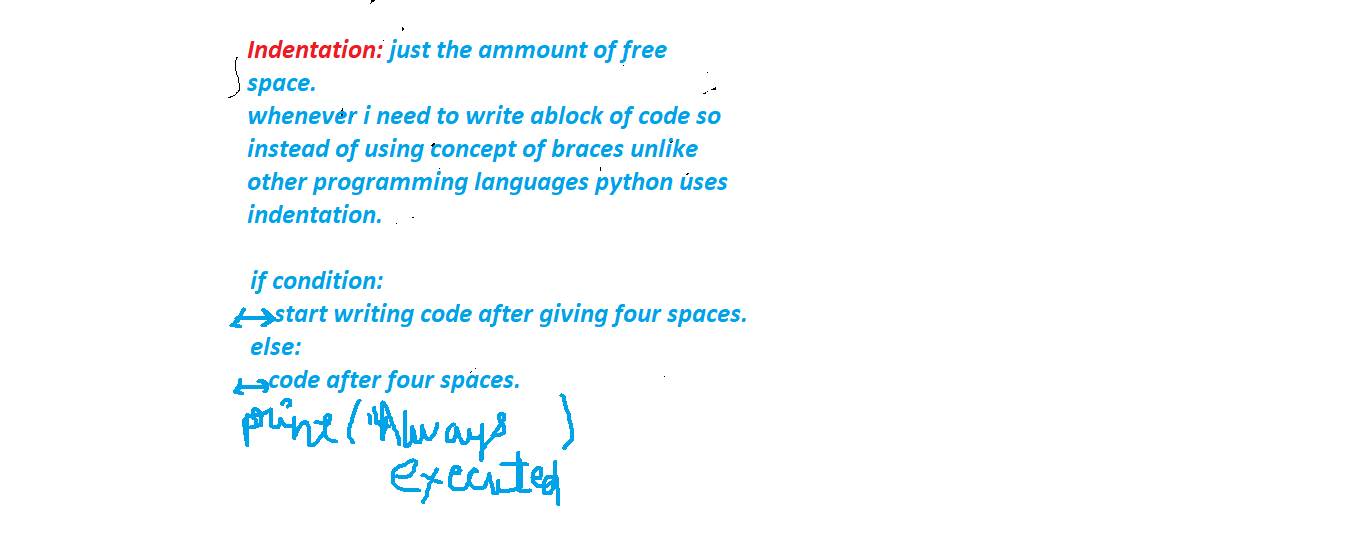 Indentation: just the ammount of free
space.
whenever i need to write ablock of code so
instead of using concept of braces unlike
other programming languages python uses
indentation.
if condition:
start writing code after giving four spaces.
else:
code after four spaces.
print("Always )
executed